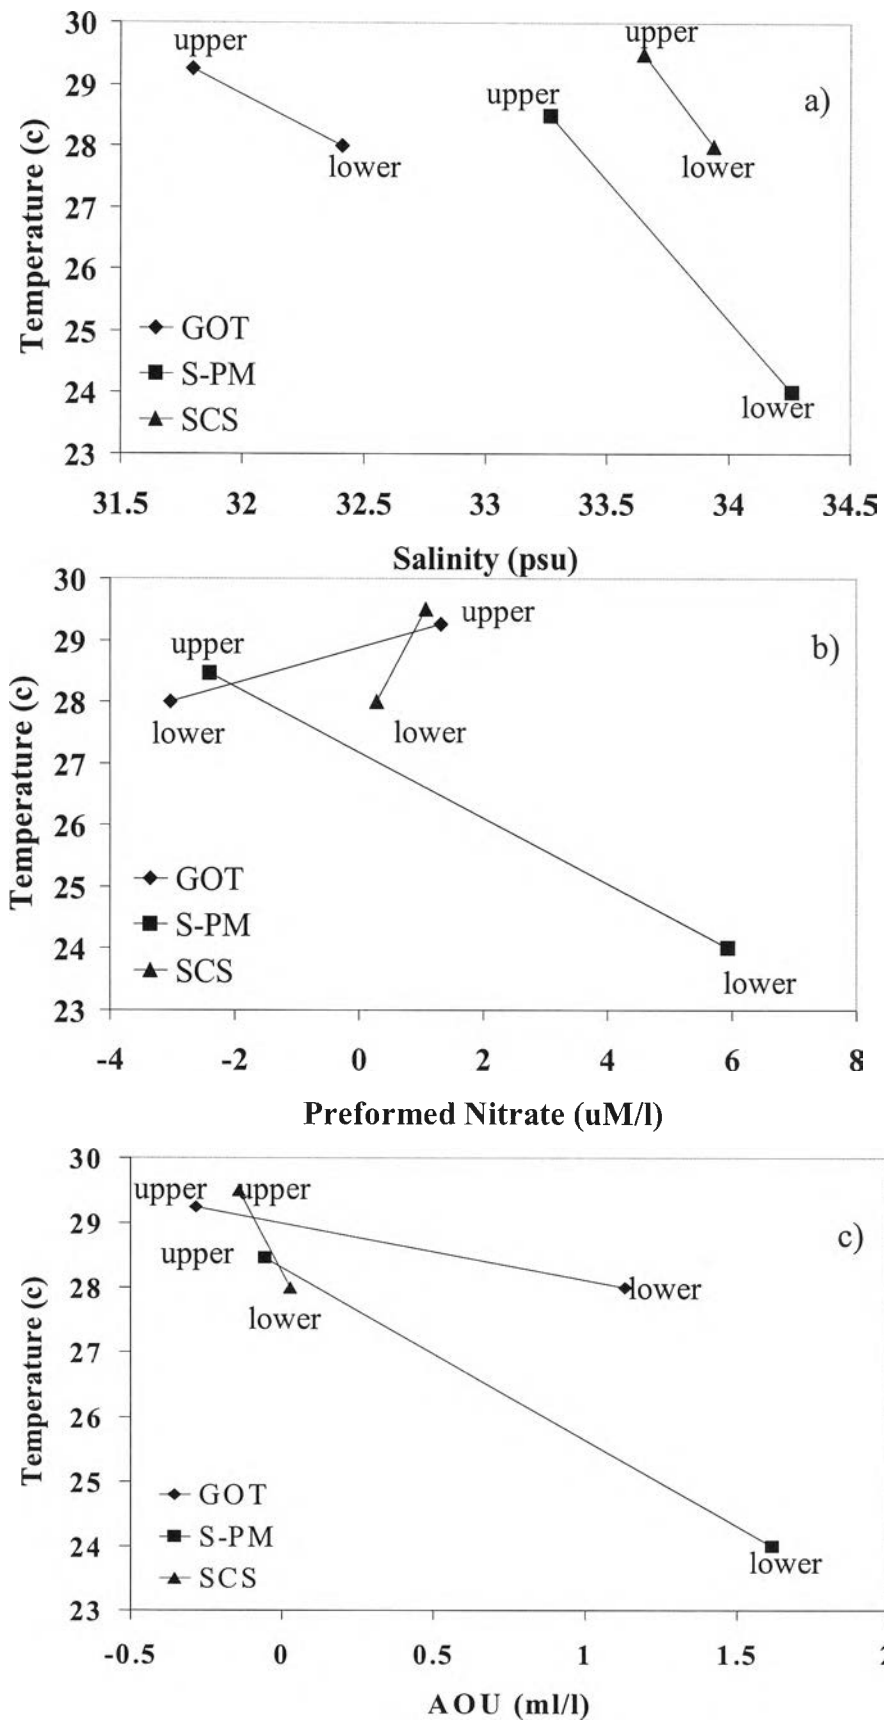 30
upper
upper
29
upper
a)
28
lower
lower
27
26
25
GOT
S-PM
24
SCS
lower
23
31.5 32 32.5 33 33.5 34 34.5
Temperature (c)
Salinity (psu)
30
upper
29
upper
b)
28
lower
lower
27
26
GOT
25
S-PM
24
SCS
lower
23
-4 -2 0 2 4 6 8
Temperature (c)
Preformed Nitrate (uM/l)
30
upper upper
29
upper
c)
28
lower
lower
27
26
25
GOT
S-PM
24
lower
SCS
23
-0.5 0 0.5 1 1.5
Temperature (c)
AOU (ml/l)